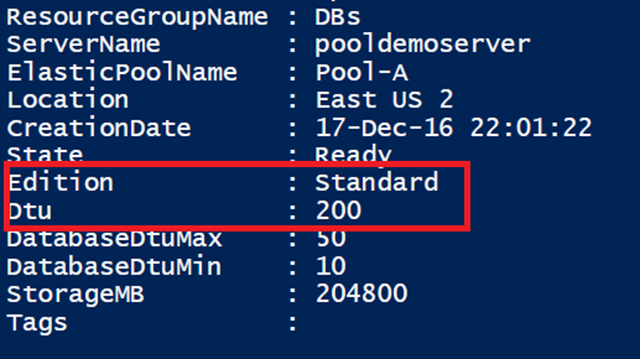 ResourceGroupName : DBs
ServerName : pooldemoserver
ElasticPoolName : Pool-A
Location : East US 2
CreationDate : 17-Dec-16 22:01:22
State : Ready
Edition : Standard
Dtu : 200
DatabaseDtuMax : 50
DatabaseDtuMin : 10
StorageMB : 204800
Tags :